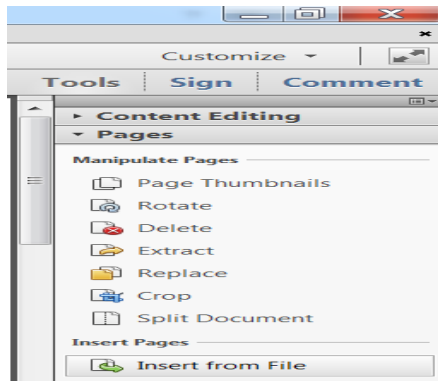 Customize
Tools Sign Comment
Content Editing
Pages
Manipulate Pages
Page Thumbnails
Rotate
Delete
Extract
Replace
Crop
Split Document
Insert Pages
Insert from File